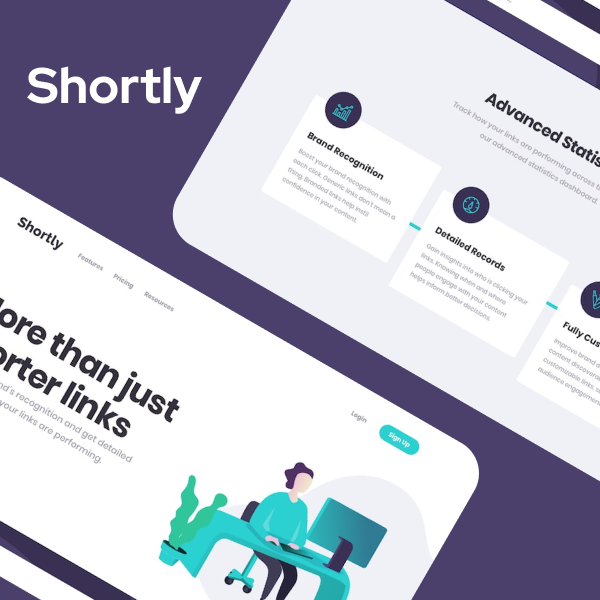 Shortly
Advanced Statis
Track how your links are performing across t
our advanced statistics dashboard.
Brand Recognition
Boost your brand recognition with
each click. Generic links don't mean a
thing. Branded links help instil
confidence in your content.
Detailed Records
Gain insights into who is clicking your
links. Knowing when and where
people engage with your content
helps inform better decisions.
Fully Cus
Improve brand a
content discovera
customizable links, s
audience engagemen
Shortly
Features
Pricing
Resources
Login
Sign Up
ore than just
orter links
nd's recognition and get detailed
your links are performing.